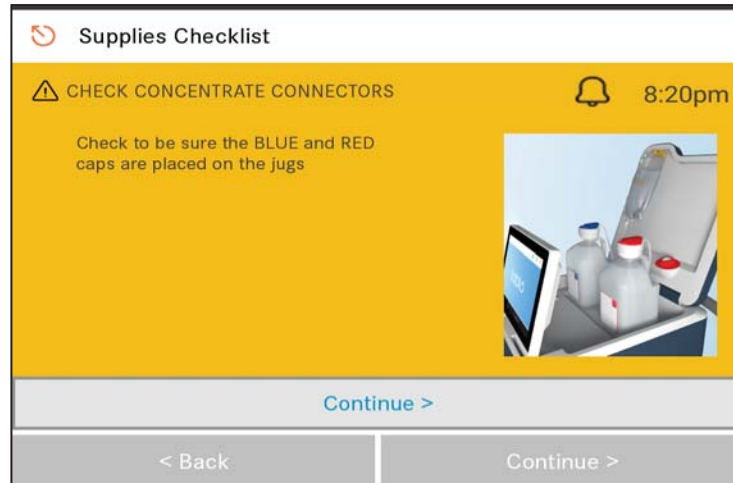 Supplies Checklist
CHECK CONCENTRATE CONNECTORS
8:20pm
Check to be sure the BLUE and RED
caps are placed on the jugs
Continue >
< Back
Continue >